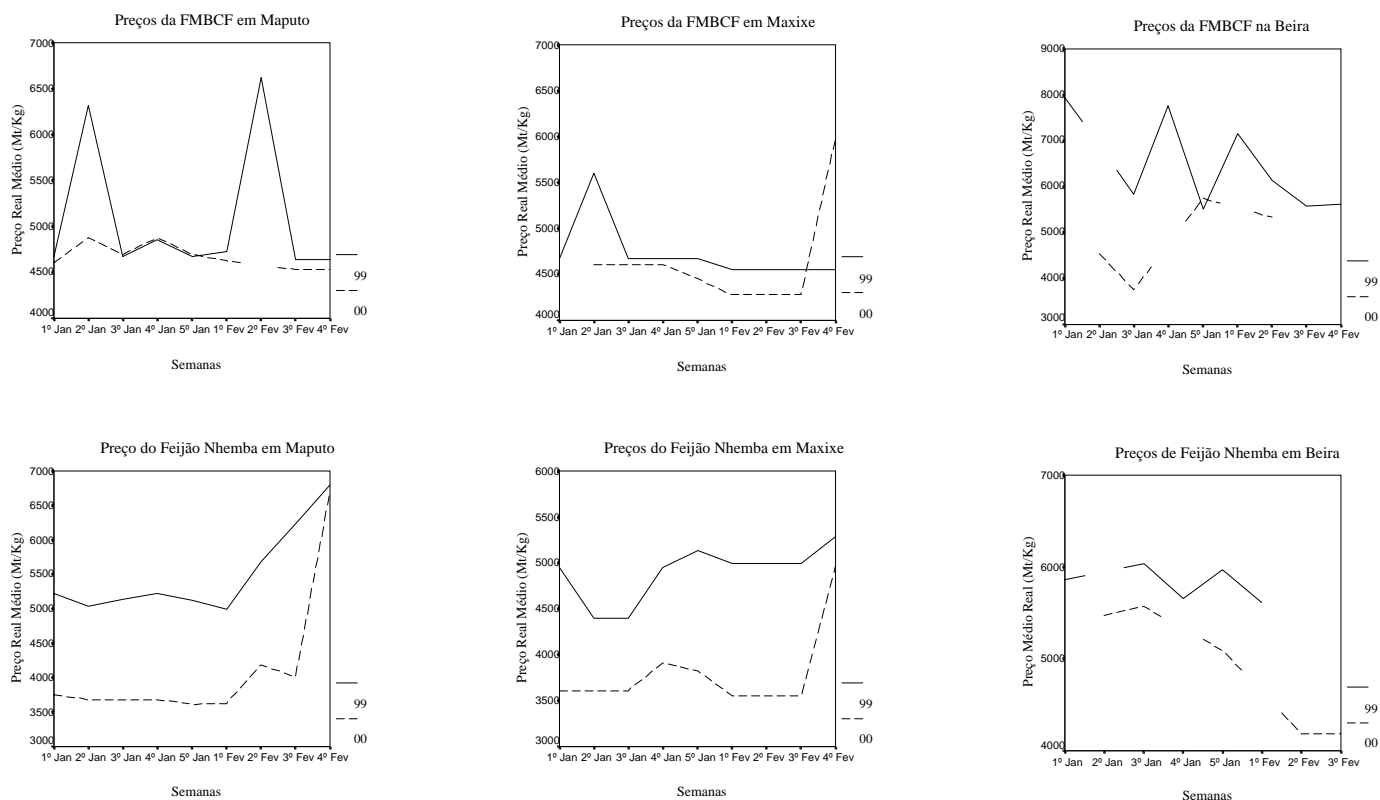 Preços da FMBCF em Maputo
Preço Real Médio (Mt/Kg)
7000
6500
6000
5500
5000
4500
4000
1º Jan 2º Jan 3º Jan 4º Jan 5º Jan 1º Fev 2º Fev 3º Fev 4º Fev
Semanas
99
00
Preços da FMBCF em Maxixe
Preço Real Médio (Mt/Kg)
7000
6000
5500
5000
4500
4000
1º Jan 2º Jan 3º Jan 4º Jan 5º Jan 1º Fev 2º Fev 3º Fev 4º Fev
Semanas
99
00
Preços da FMBCF na Beira
Preço Real Médio (Mt/Kg)
9000
8000
7000
6000
5000
4000
3000
1º Jan 2º Jan 3º Jan 4º Jan 5º Jan 1º Fev 2º Fev 3º Fev 4º Fev
Semanas
99
00
Preço do Feijão Nhemba em Maputo
Preço Real Médio (Mt/Kg)
7000
6500
6000
5500
5000
4500
4000
3500
3000
1º Jan 2º Jan 3º Jan 4º Jan 5º Jan 1º Fev 2º Fev 3º Fev 4º Fev
Semanas
99
00
Preços do Feijão Nhemba em Maxixe
Preço Real Médio (Mt/Kg)
6000
5500
5000
4500
4000
3500
3000
1º Jan 2º Jan 3º Jan 4º Jan 5º Jan 1º Fev 2º Fev 3º Fev 4º Fev
Semanas
99
00
Preços de Feijão Nhemba em Beira
Preço Médio Real (Mt/Kg)
7000
6000
5000
4000
1º Jan 2º Jan 3º Jan 4º Jan 5º Jan 1º Fev 2º Fev 3º Fev
Semanas
99
00